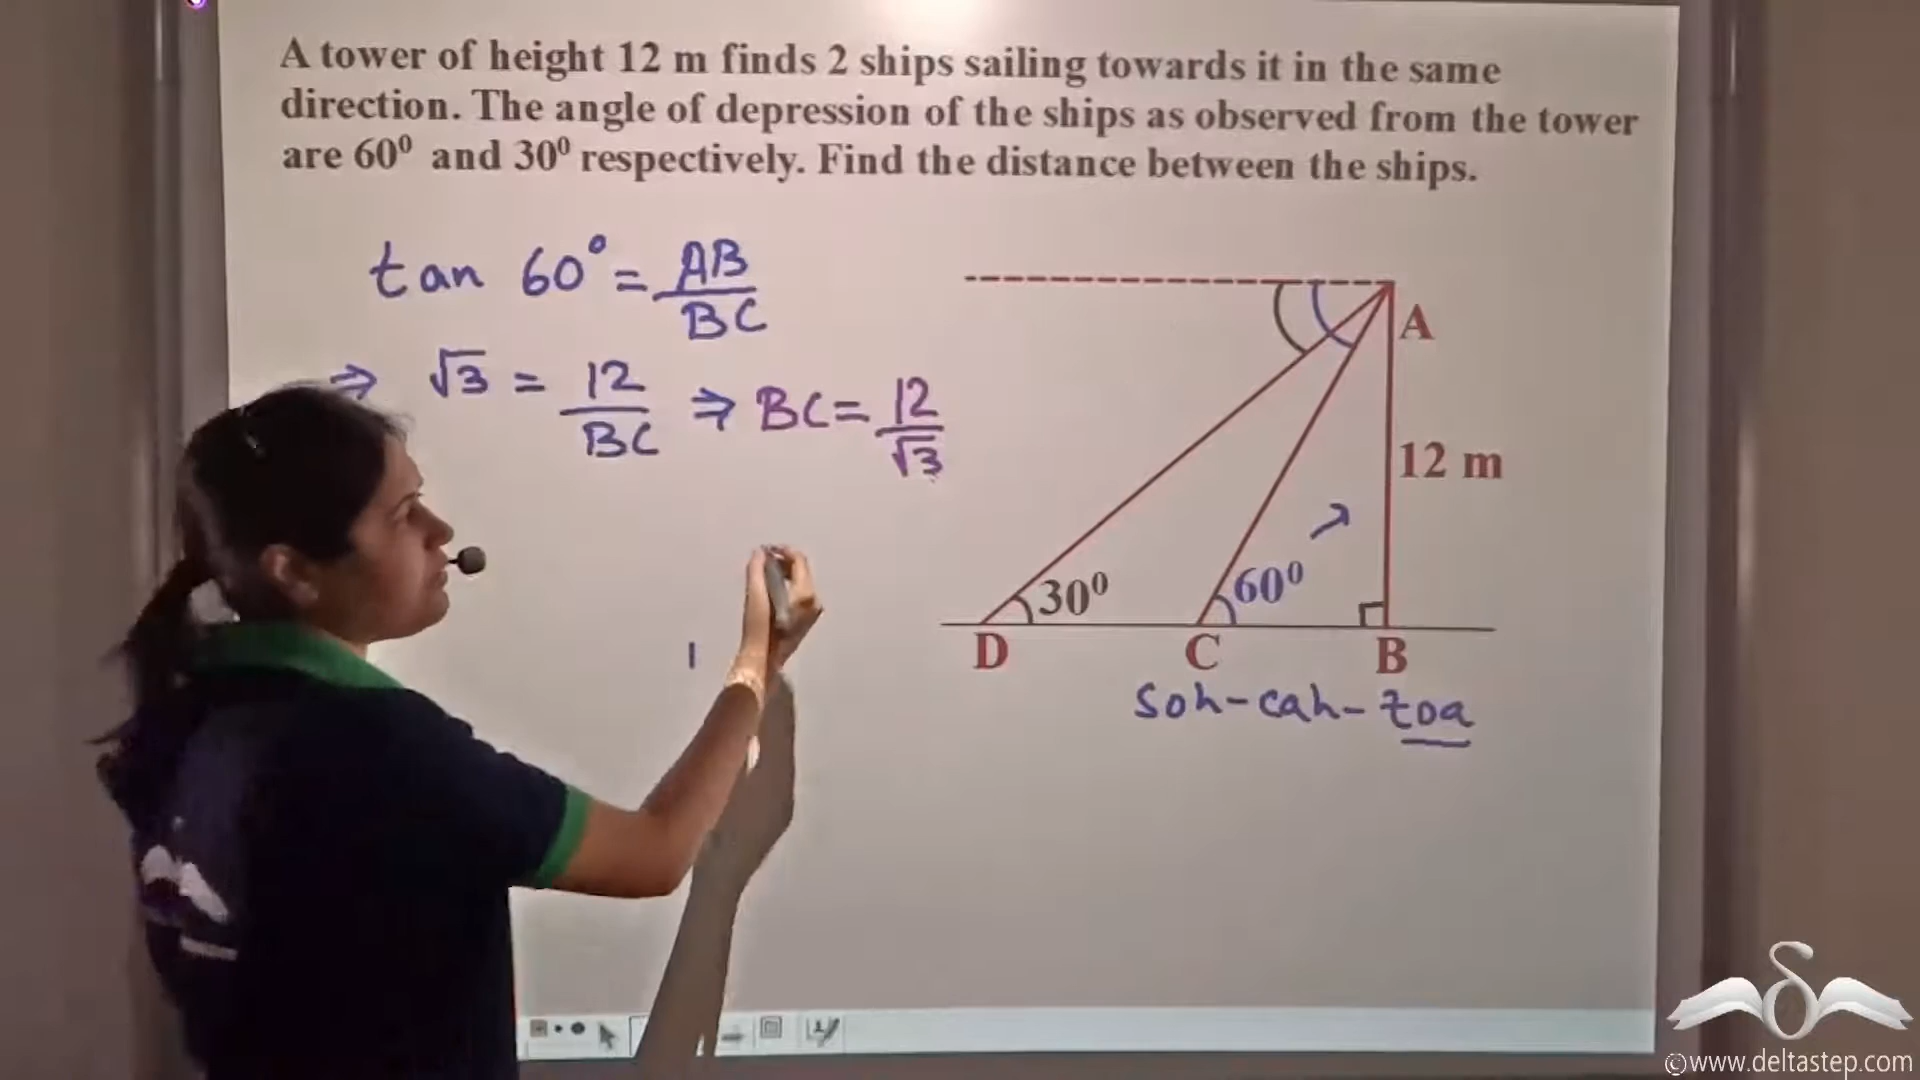 A tower of height 12 m finds 2 ships sailing towards it in the same
direction. The angle of depression of the ships as observed from the tower
are 60⁰ and 30⁰ respectively. Find the distance between the ships.
tan 60° = AB/BC
⇒ √3 = 12/BC ⇒ BC = 12/√3
A
12 m
30⁰
60⁰
D C B
soh-cah-toa
©www.deltastep.com